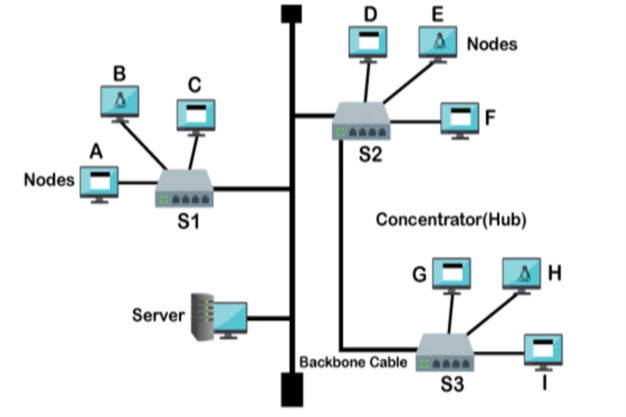 D
E
Nodes
B
C
F
A
S2
Nodes
S1
Concentrator(Hub)
G
H
Server
Backbone Cable
S3
I